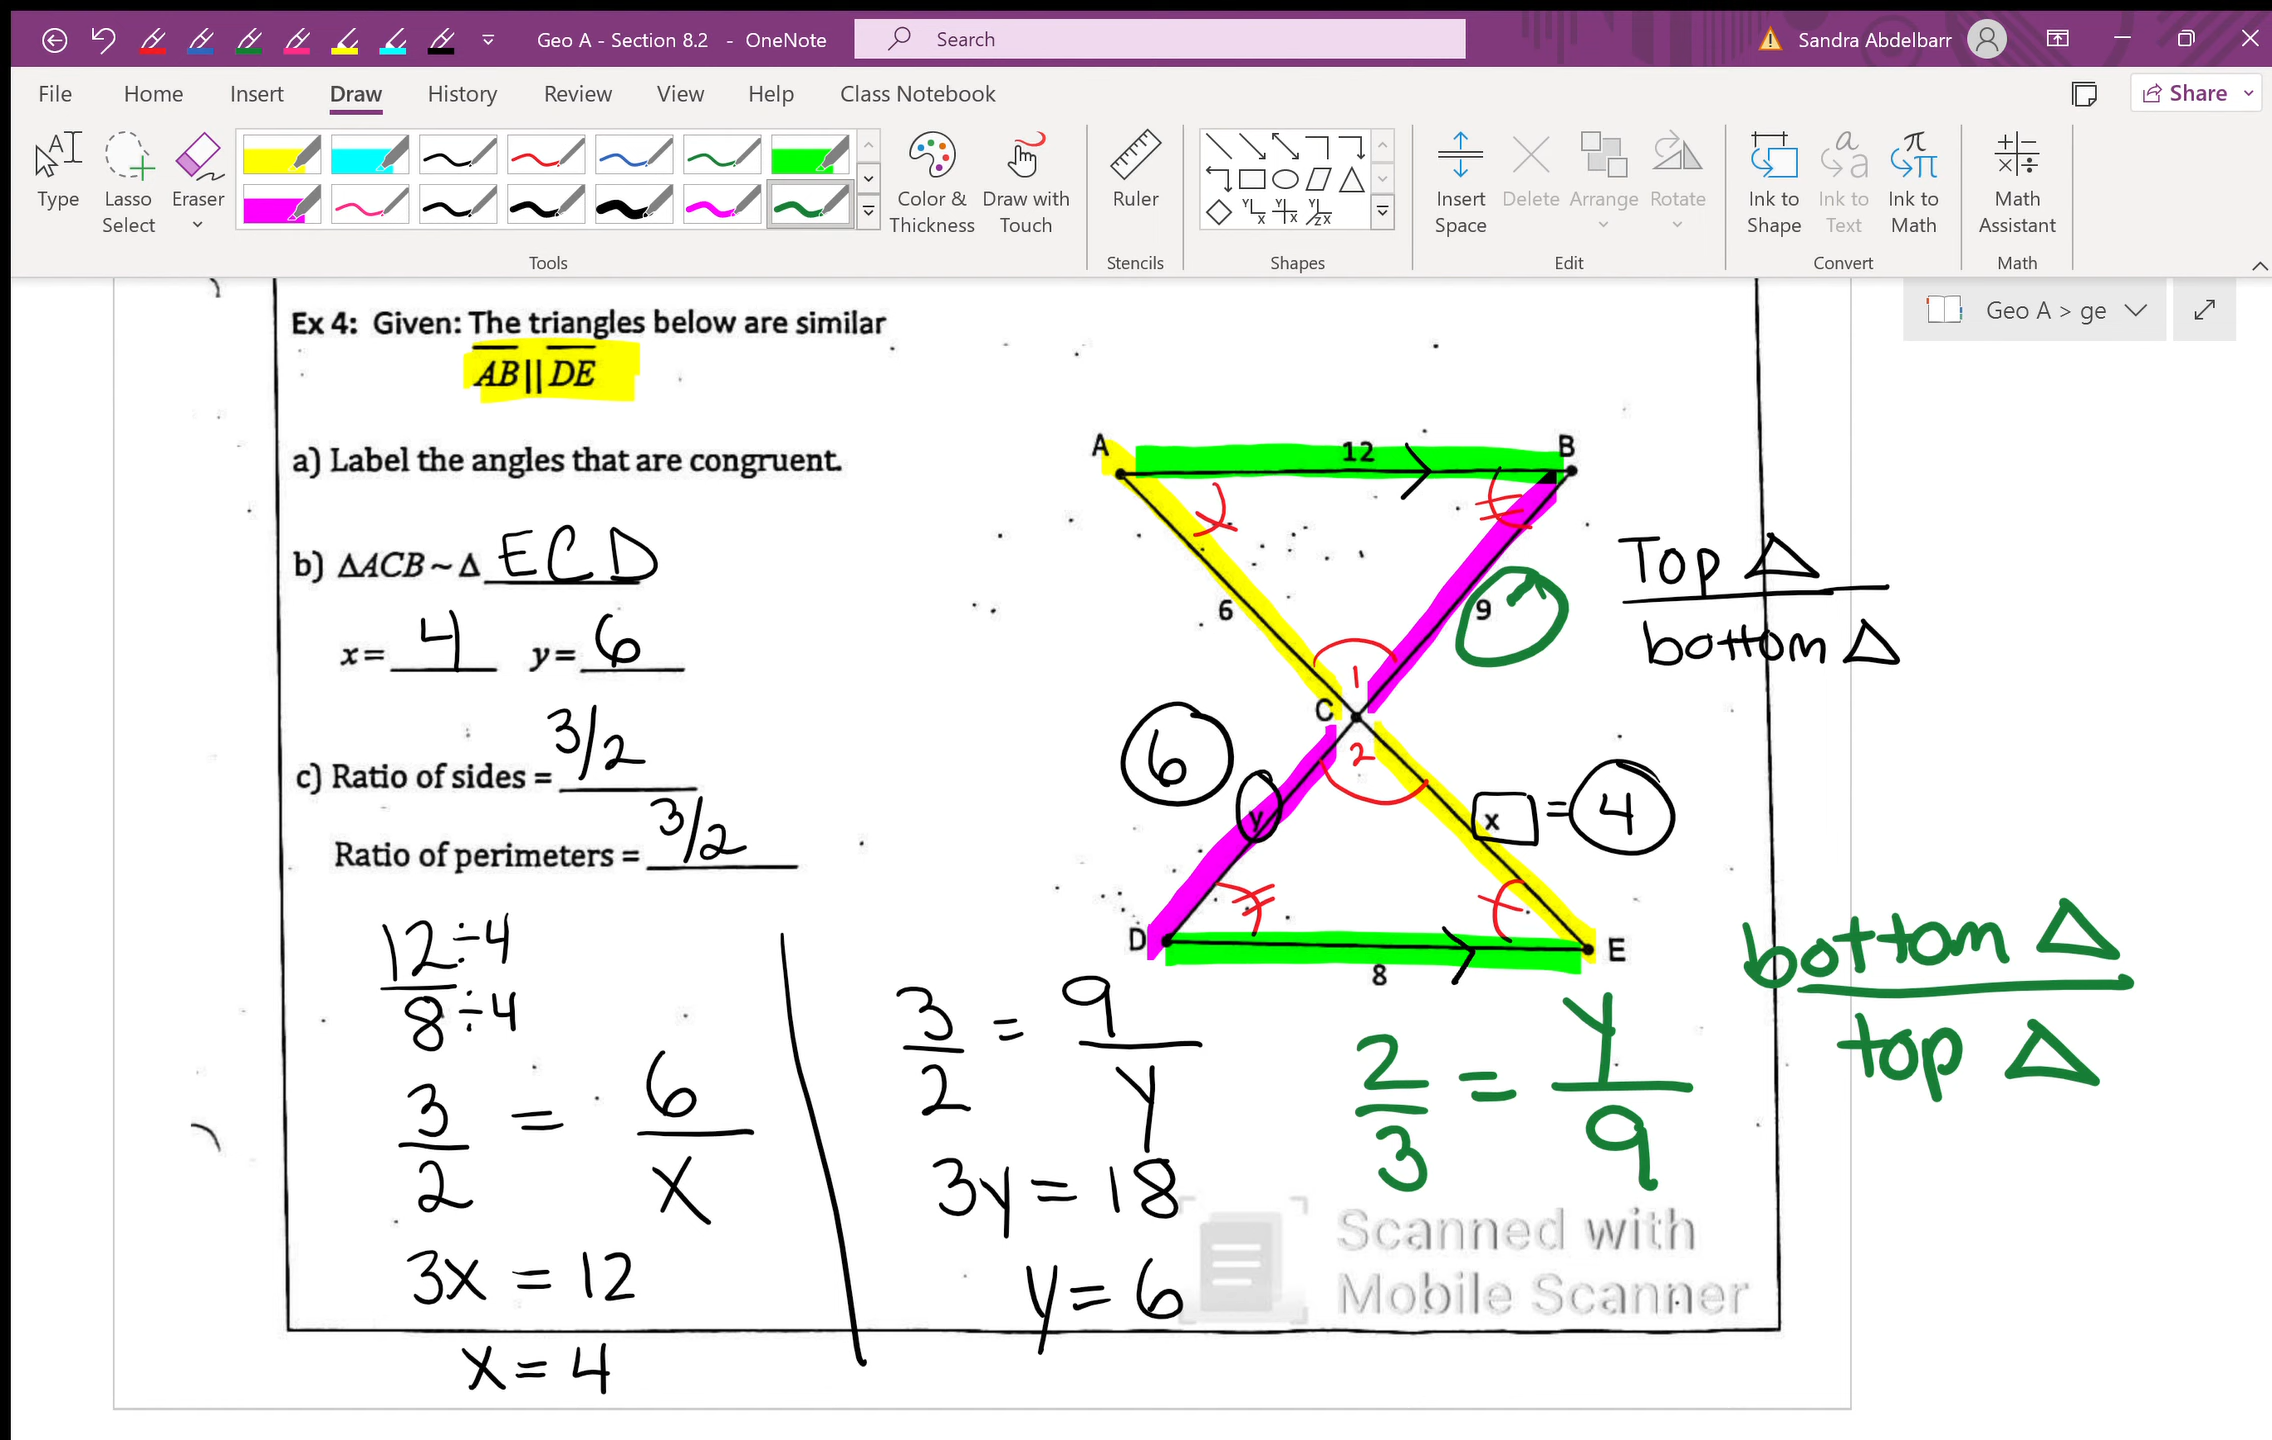 Geo A - Section 8.2 - OneNote
Search
Sandra Abdelbarr
File Home Insert Draw History Review View Help Class Notebook
Share
Type
Lasso Select
Eraser
Color & Thickness
Draw with Touch
Ruler
Insert Space
Delete
Arrange
Rotate
Ink to Shape
Ink to Text
Ink to Math
Math Assistant
Tools
Stencils
Shapes
Edit
Convert
Math
Geo A > ge
Ex 4: Given: The triangles below are similar
AB || DE
a) Label the angles that are congruent.
b) ΔACB ~ Δ ECD
x = 4 y = 6
c) Ratio of sides = 3/2
Ratio of perimeters = 3/2
12 ÷ 4
8 ÷ 4
3/2 = 6/x
3x = 12
x = 4
3/2 = 9/y
3y = 18
y = 6
A 12 B
6
9
C
1
2
6
y
x = 4
D
E
8
Top Δ
bottom Δ
bottom Δ
top Δ
2/3 = y/9
Scanned with
Mobile Scanner